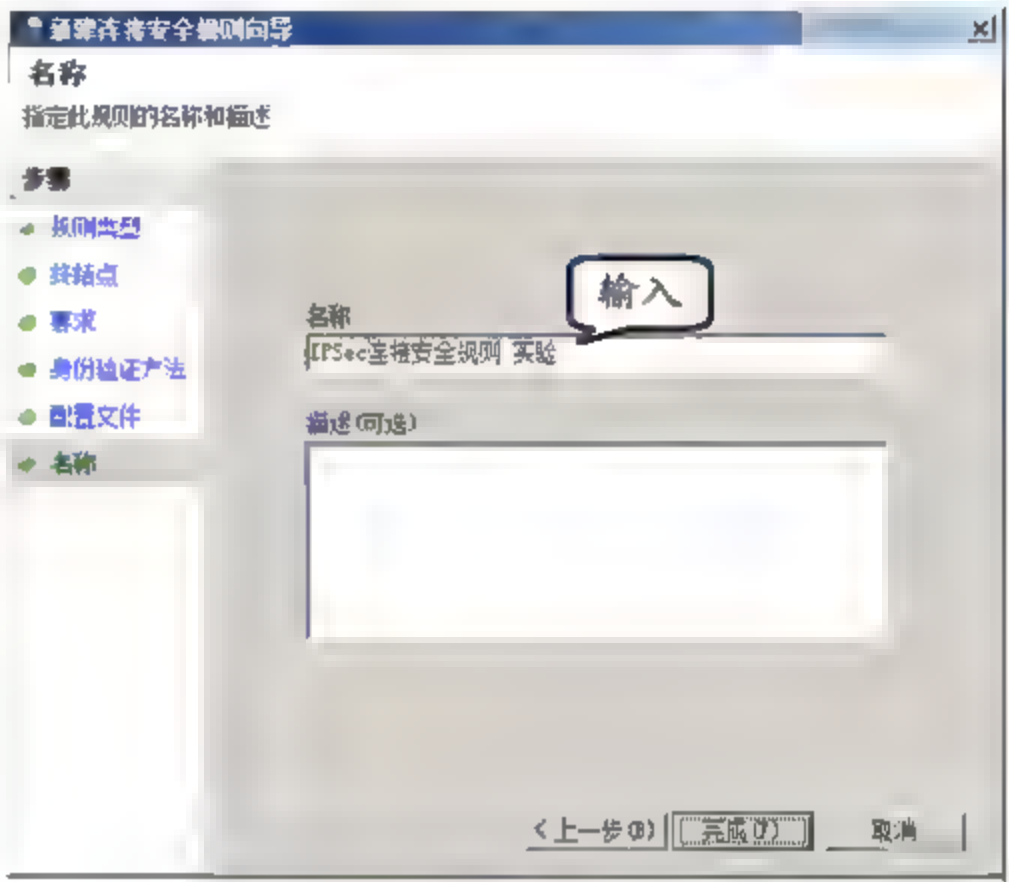 新建连接安全规则向导
名称
指定此规则的名称和描述
步骤
规则类型
终结点
要求
身份验证方法
配置文件
名称
输入
名称
IPSec连接安全规则 实验
描述(可选)
<上一步(B)
完成(F)
取消